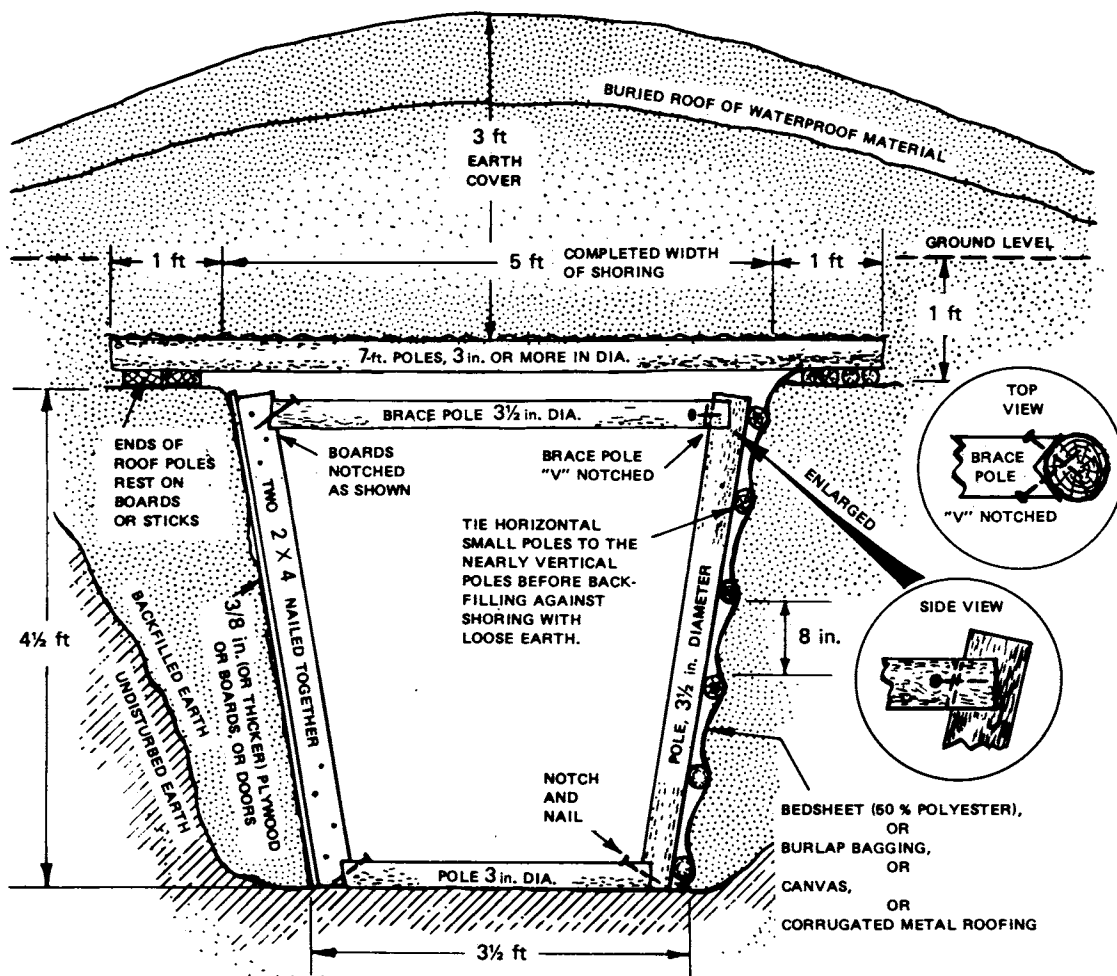 BURIED ROOF OF WATERPROOF MATERIAL
3 ft
EARTH
COVER
GROUND LEVEL
1 ft
5 ft
COMPLETED WIDTH
OF SHORING
1 ft
1 ft
7-ft. POLES, 3 in. OR MORE IN DIA.
TOP
VIEW
BRACE
POLE
"V" NOTCHED
BRACE POLE 3½ in. DIA.
ENDS OF
ROOF POLES
REST ON
BOARDS
OR STICKS
BOARDS
NOTCHED
AS SHOWN
BRACE POLE
"V" NOTCHED
ENLARGED
TIE HORIZONTAL
SMALL POLES TO THE
NEARLY VERTICAL
POLES BEFORE BACK-
FILLING AGAINST
SHORING WITH
LOOSE EARTH.
TWO 2 X 4 NAILED TOGETHER
3/8 in. (OR THICKER) PLYWOOD
OR BOARDS, OR DOORS
BACKFILLED EARTH
UNDISTURBED EARTH
4½ ft
POLE, 3½ in. DIAMETER
8 in.
SIDE VIEW
NOTCH
AND
NAIL
BEDSHEET (50 % POLYESTER),
OR
BURLAP BAGGING,
OR
CANVAS,
OR
CORRUGATED METAL ROOFING
POLE 3 in. DIA.
3½ ft